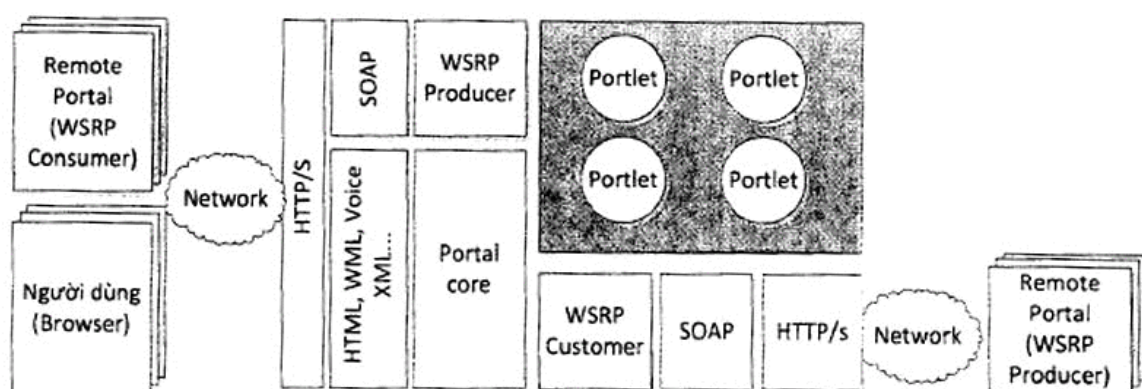 Remote
Portal
(WSRP
Consumer)
Người dùng
(Browser)
Network
HTTP/S
SOAP
WSRP
Producer
HTML, WML, Voice
XML...
Portal
core
Portlet
Portlet
Portlet
Portlet
WSRP
Customer
SOAP
HTTP/s
Network
Remote
Portal
(WSRP
Producer)